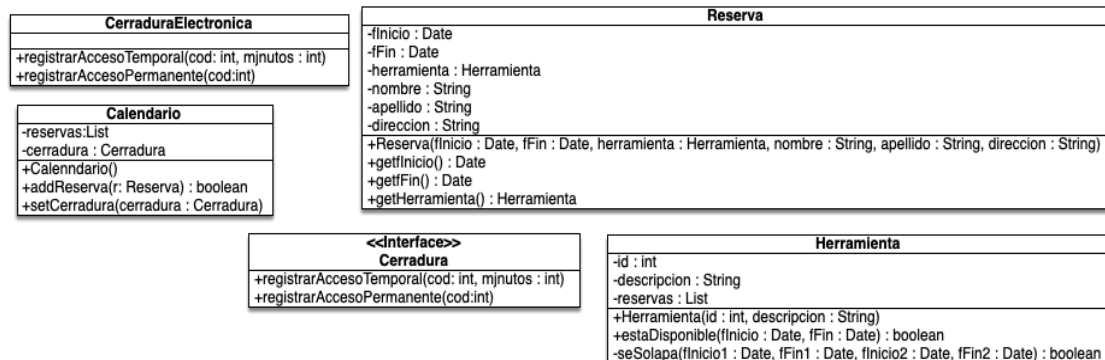 CerraduraElectronica
+registrarAccesoTemporal(cod: int, mjnutos : int)
+registrarAccesoPermanente(cod:int)
Calendario
-reservas:List
-cerradura : Cerradura
+Calenndario()
+addReserva(r: Reserva) : boolean
+setCerradura(cerradura : Cerradura)
Reserva
-fInicio : Date
-fFin : Date
-herramienta : Herramienta
-nombre : String
-apellido : String
-direccion : String
+Reserva(fInicio : Date, fFin : Date, herramienta : Herramienta, nombre : String, apellido : String, direccion : String)
+getfInicio() : Date
+getfFin() : Date
+getHerramienta() : Herramienta
<<Interface>>
Cerradura
+registrarAccesoTemporal(cod: int, mjnutos : int)
+registrarAccesoPermanente(cod:int)
Herramienta
-id : int
-descripcion : String
-reservas : List
+Herramienta(id : int, descripcion : String)
+estaDisponible(fInicio : Date, fFin : Date) : boolean
-seSolapa(fInicio1 : Date, fFin1 : Date, fInicio2 : Date, fFin2 : Date) : boolean